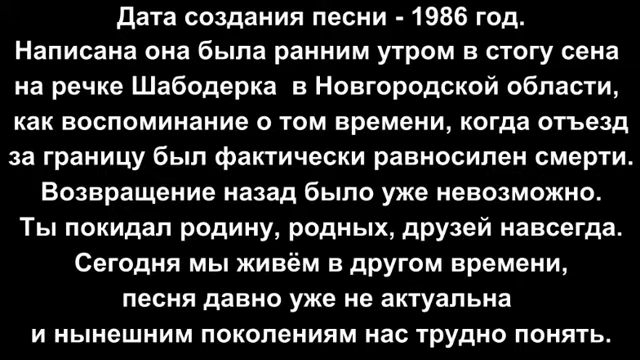 Дата создания песни - 1986 год.
Написана она была ранним утром в стогу сена
на речке Шабодерка в Новгородской области,
как воспоминание о том времени, когда отъезд
за границу был фактически равносилен смерти.
Возвращение назад было уже невозможно.
Ты покидал родину, родных, друзей навсегда.
Сегодня мы живём в другом времени,
песня давно уже не актуальна
и нынешним поколениям нас трудно понять.